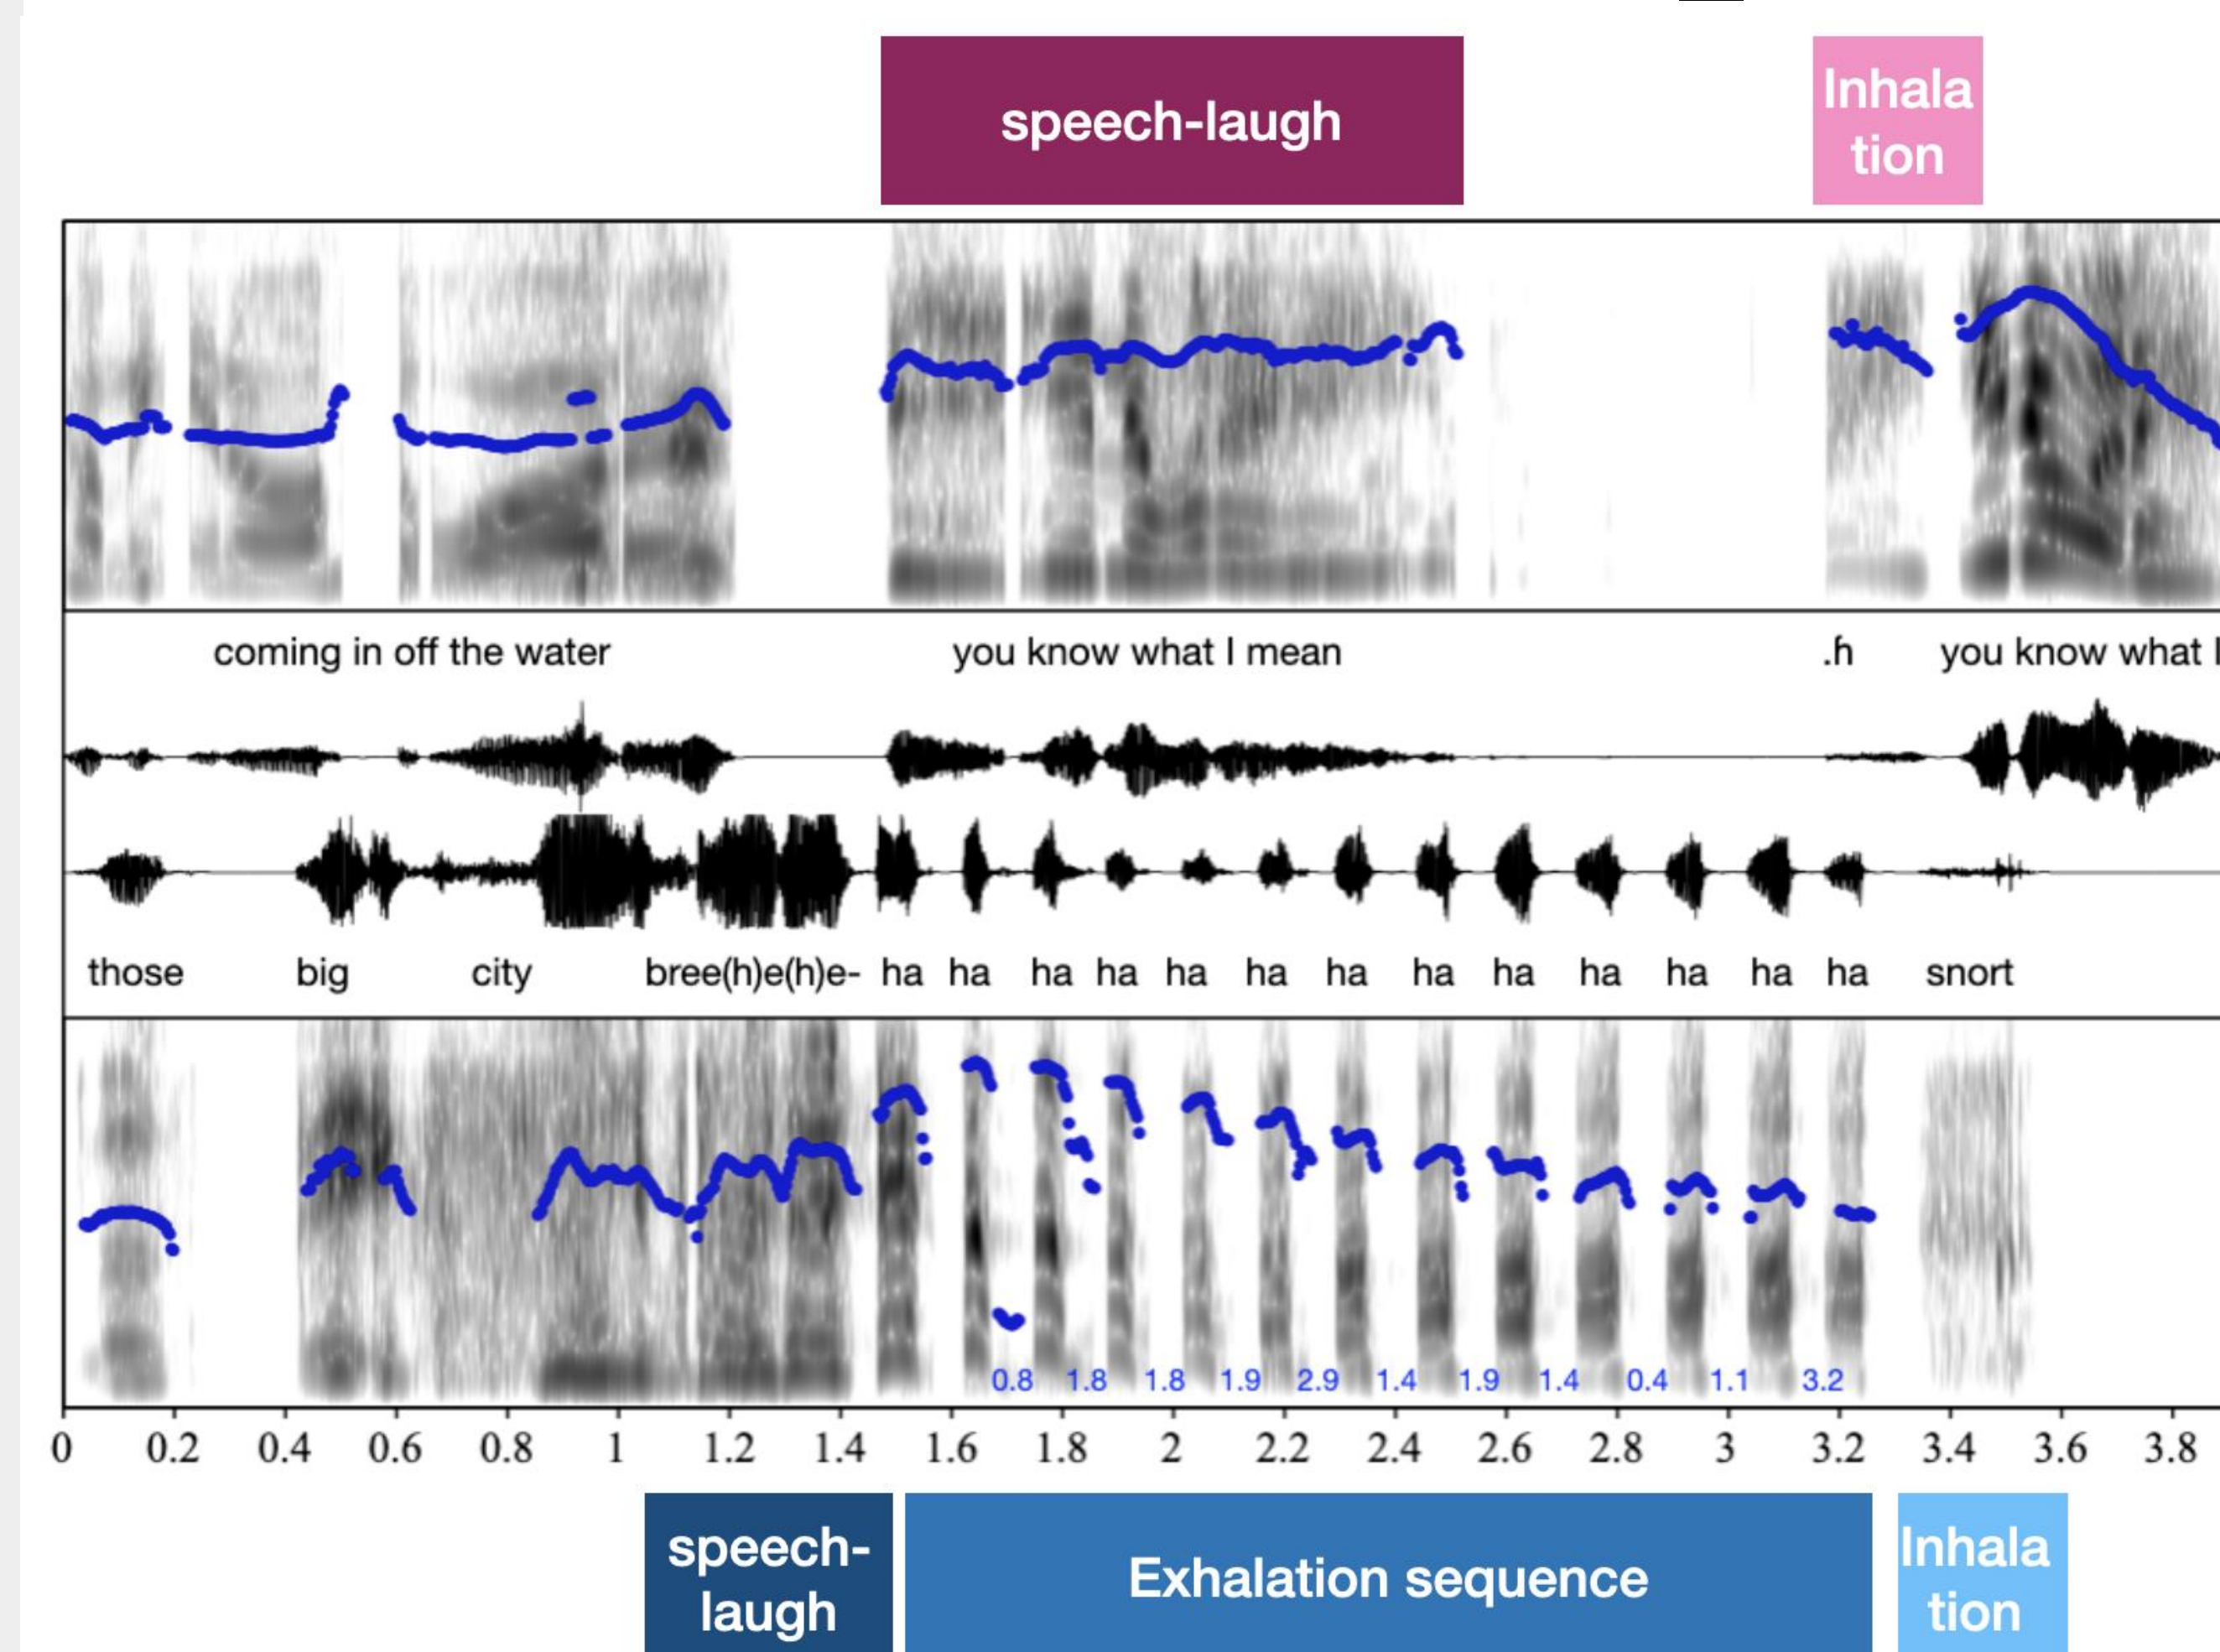 speech-laugh
Inhala
tion
coming in off the water you know what I mean .ɦ you know what I
those big city bree(h)e(h)e- ha ha ha ha ha ha ha ha ha ha ha ha ha snort
0.8 1.8 1.8 1.9 2.9 1.4 1.9 1.4 0.4 1.1 3.2
0 0.2 0.4 0.6 0.8 1 1.2 1.4 1.6 1.8 2 2.2 2.4 2.6 2.8 3 3.2 3.4 3.6 3.8
speech-
laugh
Exhalation sequence
Inhala
tion